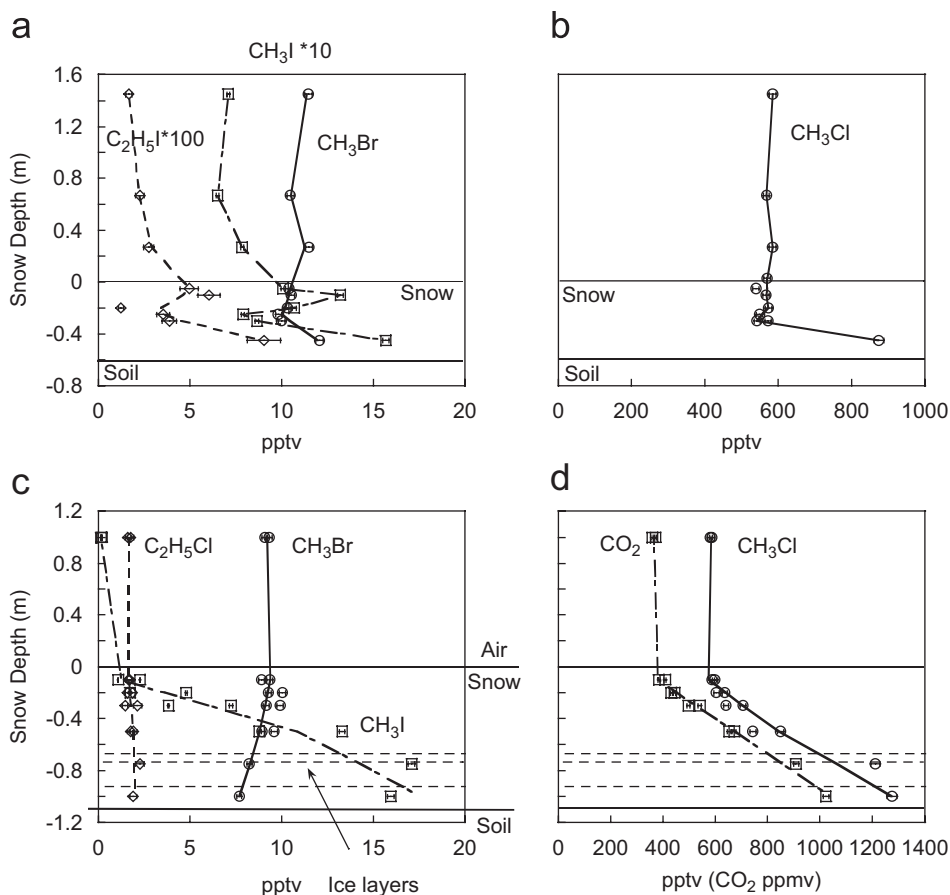 a
CH₃I *10
1.6
1.2
0.8
0.4
0
-0.4
-0.8
Snow Depth (m)
C₂H₅I*100
CH₃Br
Snow
Soil
0 5 10 15 20
pptv
b
CH₃Cl
Snow
Soil
0 200 400 600 800 1000
pptv
c
1.2
0.8
0.4
0
-0.4
-0.8
-1.2
Snow Depth (m)
C₂H₅Cl
CH₃Br
Air
Snow
CH₃I
Soil
0 5 10 15 20
pptv Ice layers
d
CO₂
CH₃Cl
0 200 400 600 800 1000 1200 1400
pptv (CO₂ ppmv)